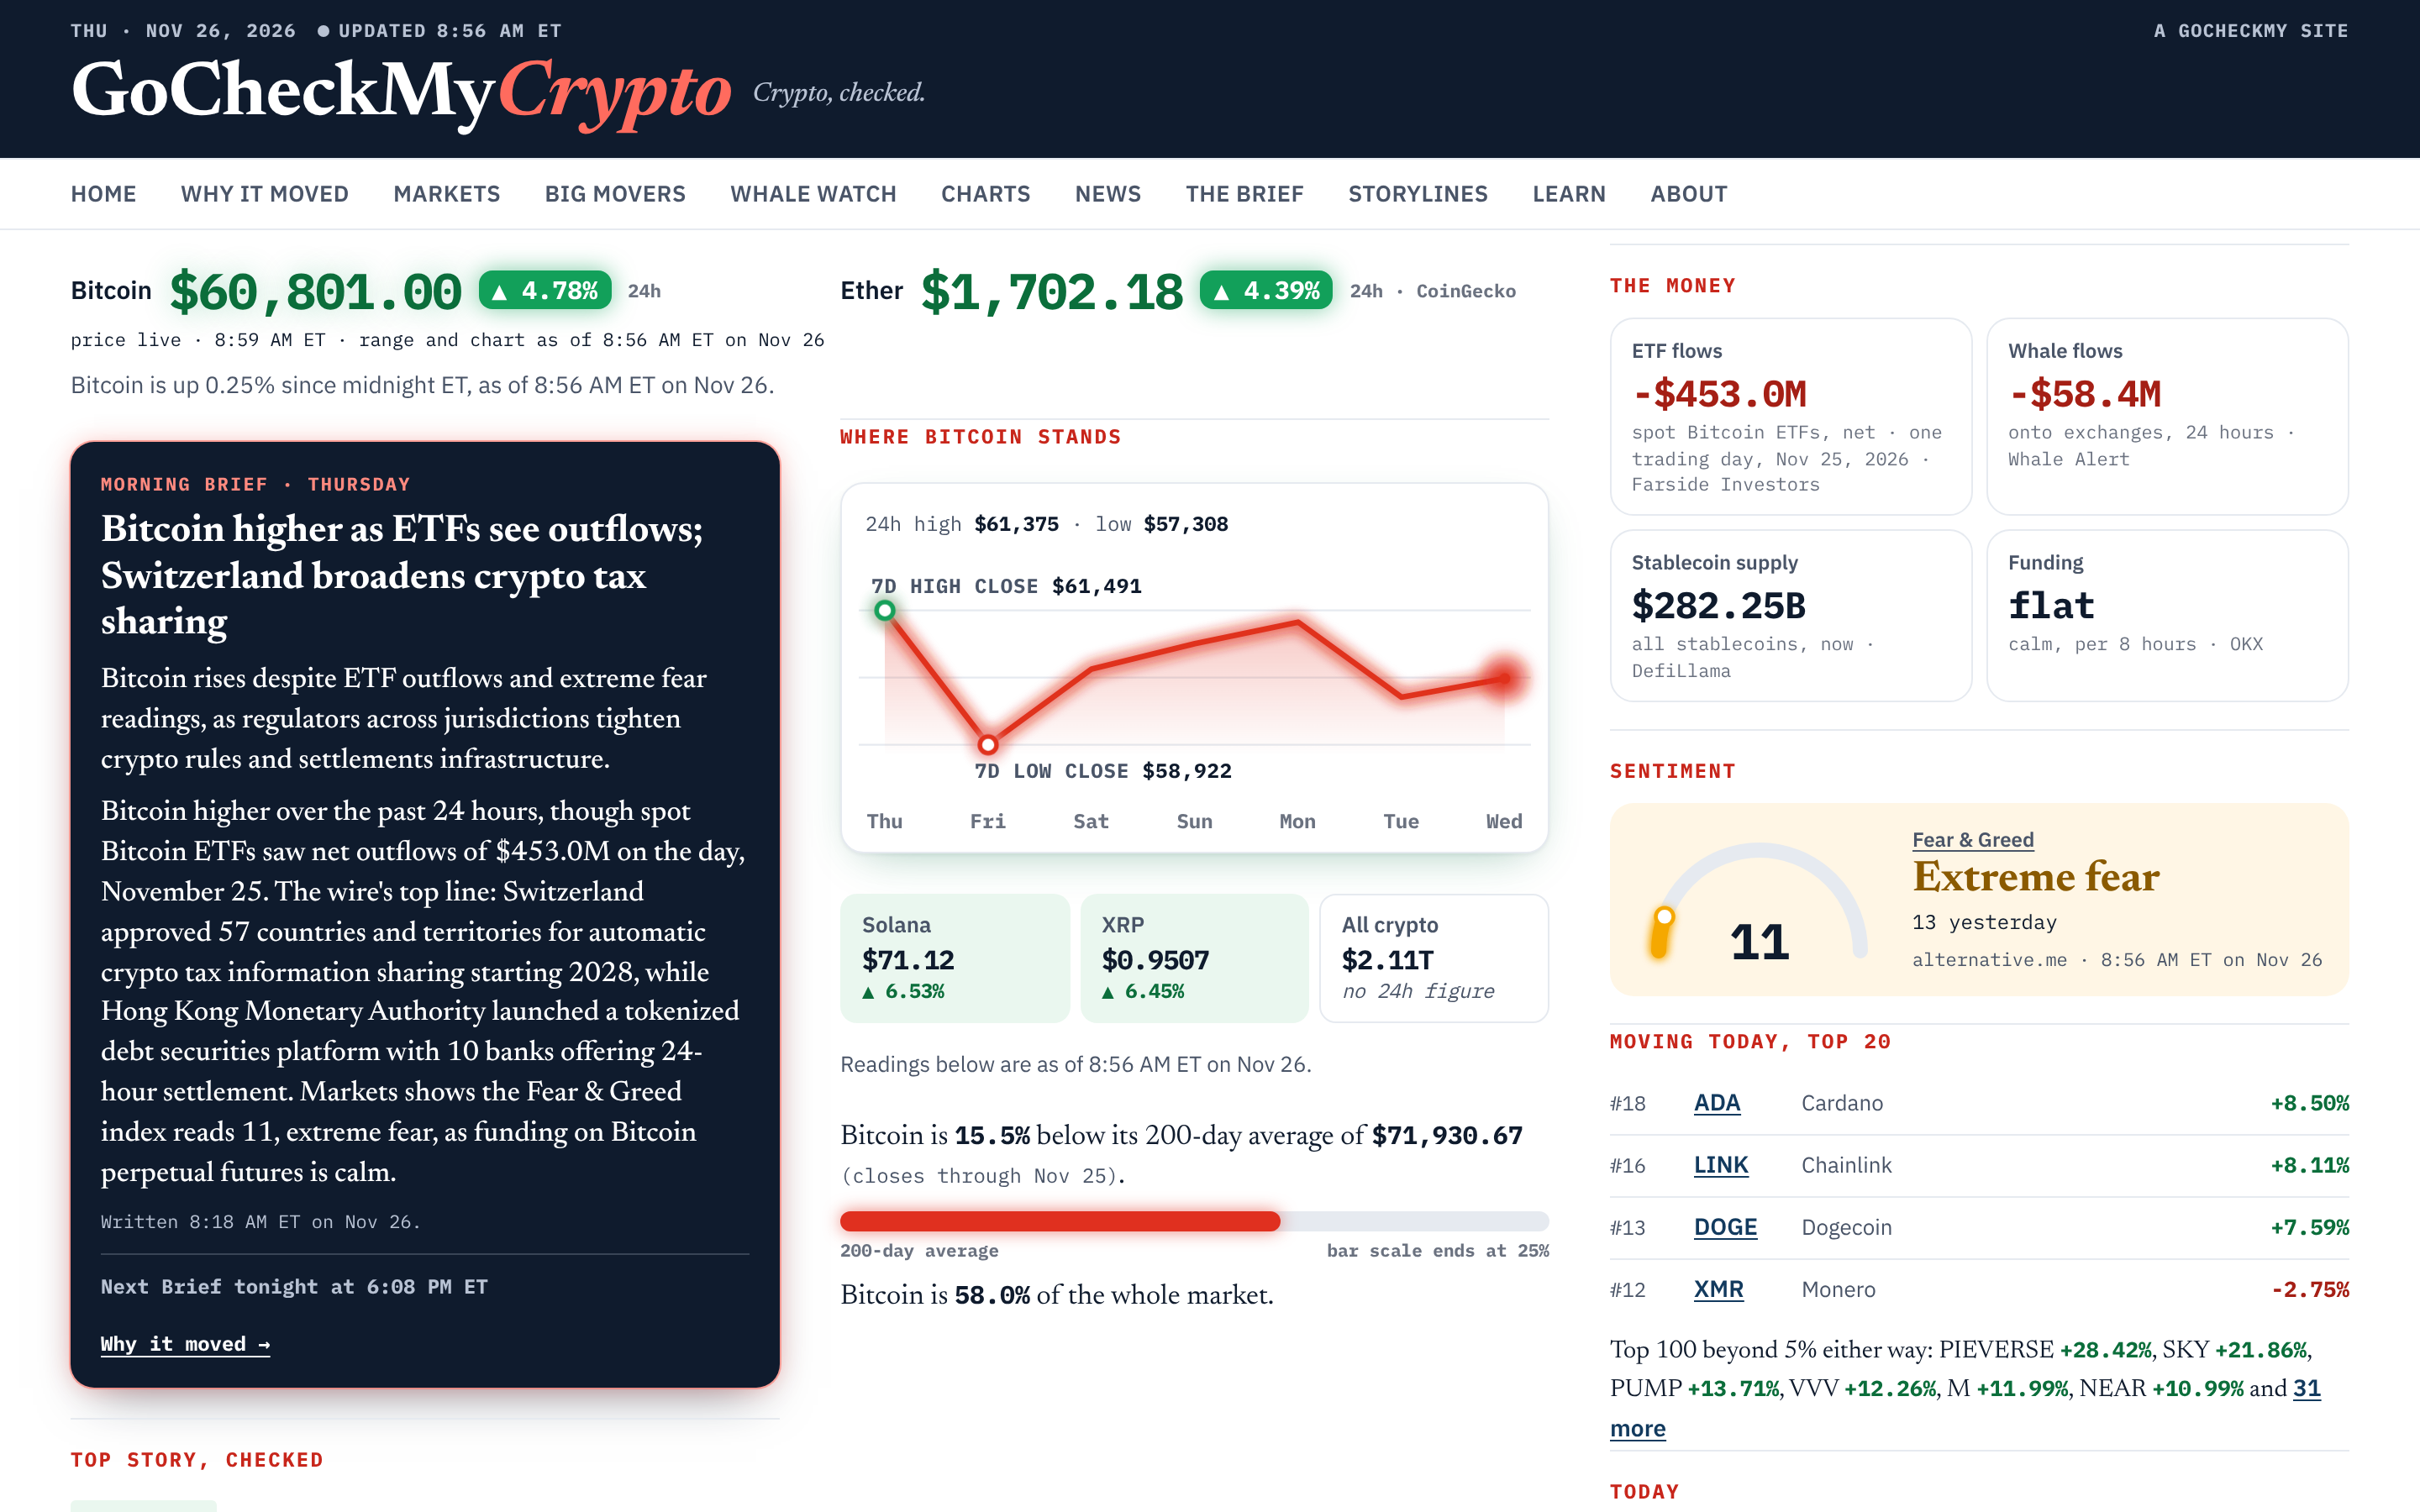 THU · NOV 26, 2026 ● UPDATED 8:56 AM ET
A GOCHECKMY SITE
GoCheckMyCrypto Crypto, checked.
HOME WHY IT MOVED MARKETS BIG MOVERS WHALE WATCH CHARTS NEWS THE BRIEF STORYLINES LEARN ABOUT
Bitcoin $60,801.00 ▲ 4.78% 24h
price live · 8:59 AM ET · range and chart as of 8:56 AM ET on Nov 26
Bitcoin is up 0.25% since midnight ET, as of 8:56 AM ET on Nov 26.
MORNING BRIEF · THURSDAY
Bitcoin higher as ETFs see outflows;
Switzerland broadens crypto tax
sharing
Bitcoin rises despite ETF outflows and extreme fear
readings, as regulators across jurisdictions tighten
crypto rules and settlements infrastructure.
Bitcoin higher over the past 24 hours, though spot
Bitcoin ETFs saw net outflows of $453.0M on the day,
November 25. The wire's top line: Switzerland
approved 57 countries and territories for automatic
crypto tax information sharing starting 2028, while
Hong Kong Monetary Authority launched a tokenized
debt securities platform with 10 banks offering 24-
hour settlement. Markets shows the Fear & Greed
index reads 11, extreme fear, as funding on Bitcoin
perpetual futures is calm.
Written 8:18 AM ET on Nov 26.
Next Brief tonight at 6:08 PM ET
Why it moved →
TOP STORY, CHECKED
Ether $1,702.18 ▲ 4.39% 24h · CoinGecko
WHERE BITCOIN STANDS
24h high $61,375 · low $57,308
7D HIGH CLOSE $61,491
7D LOW CLOSE $58,922
Thu Fri Sat Sun Mon Tue Wed
Solana
$71.12
▲ 6.53%
XRP
$0.9507
▲ 6.45%
All crypto
$2.11T
no 24h figure
Readings below are as of 8:56 AM ET on Nov 26.
Bitcoin is 15.5% below its 200-day average of $71,930.67
(closes through Nov 25).
200-day average
bar scale ends at 25%
Bitcoin is 58.0% of the whole market.
THE MONEY
ETF flows
-$453.0M
spot Bitcoin ETFs, net · one
trading day, Nov 25, 2026 ·
Farside Investors
Whale flows
-$58.4M
onto exchanges, 24 hours ·
Whale Alert
Stablecoin supply
$282.25B
all stablecoins, now ·
DefiLlama
Funding
flat
calm, per 8 hours · OKX
SENTIMENT
11
Fear & Greed
Extreme fear
13 yesterday
alternative.me · 8:56 AM ET on Nov 26
MOVING TODAY, TOP 20
#18 ADA Cardano +8.50%
#16 LINK Chainlink +8.11%
#13 DOGE Dogecoin +7.59%
#12 XMR Monero -2.75%
Top 100 beyond 5% either way: PIEVERSE +28.42%, SKY +21.86%,
PUMP +13.71%, VVV +12.26%, M +11.99%, NEAR +10.99% and 31
more
TODAY